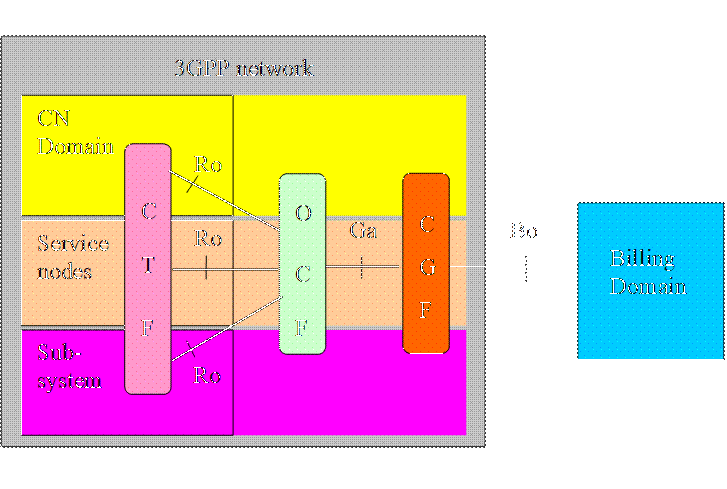 3GPP network
CN
Domain
Ro
C
T
F
Service
nodes
Ro
Sub-
system
Ro
O
C
F
Ga
C
G
F
Bo
Billing
Domain